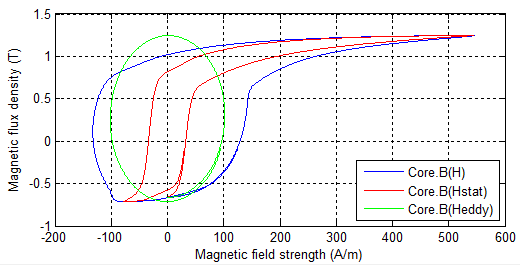 Magnetic flux density (T)
1.5
1
0.5
0
-0.5
-1
-200 -100 0 100 200 300 400 500 600
Magnetic field strength (A/m)
Core.B(H)
Core.B(Hstat)
Core.B(Heddy)